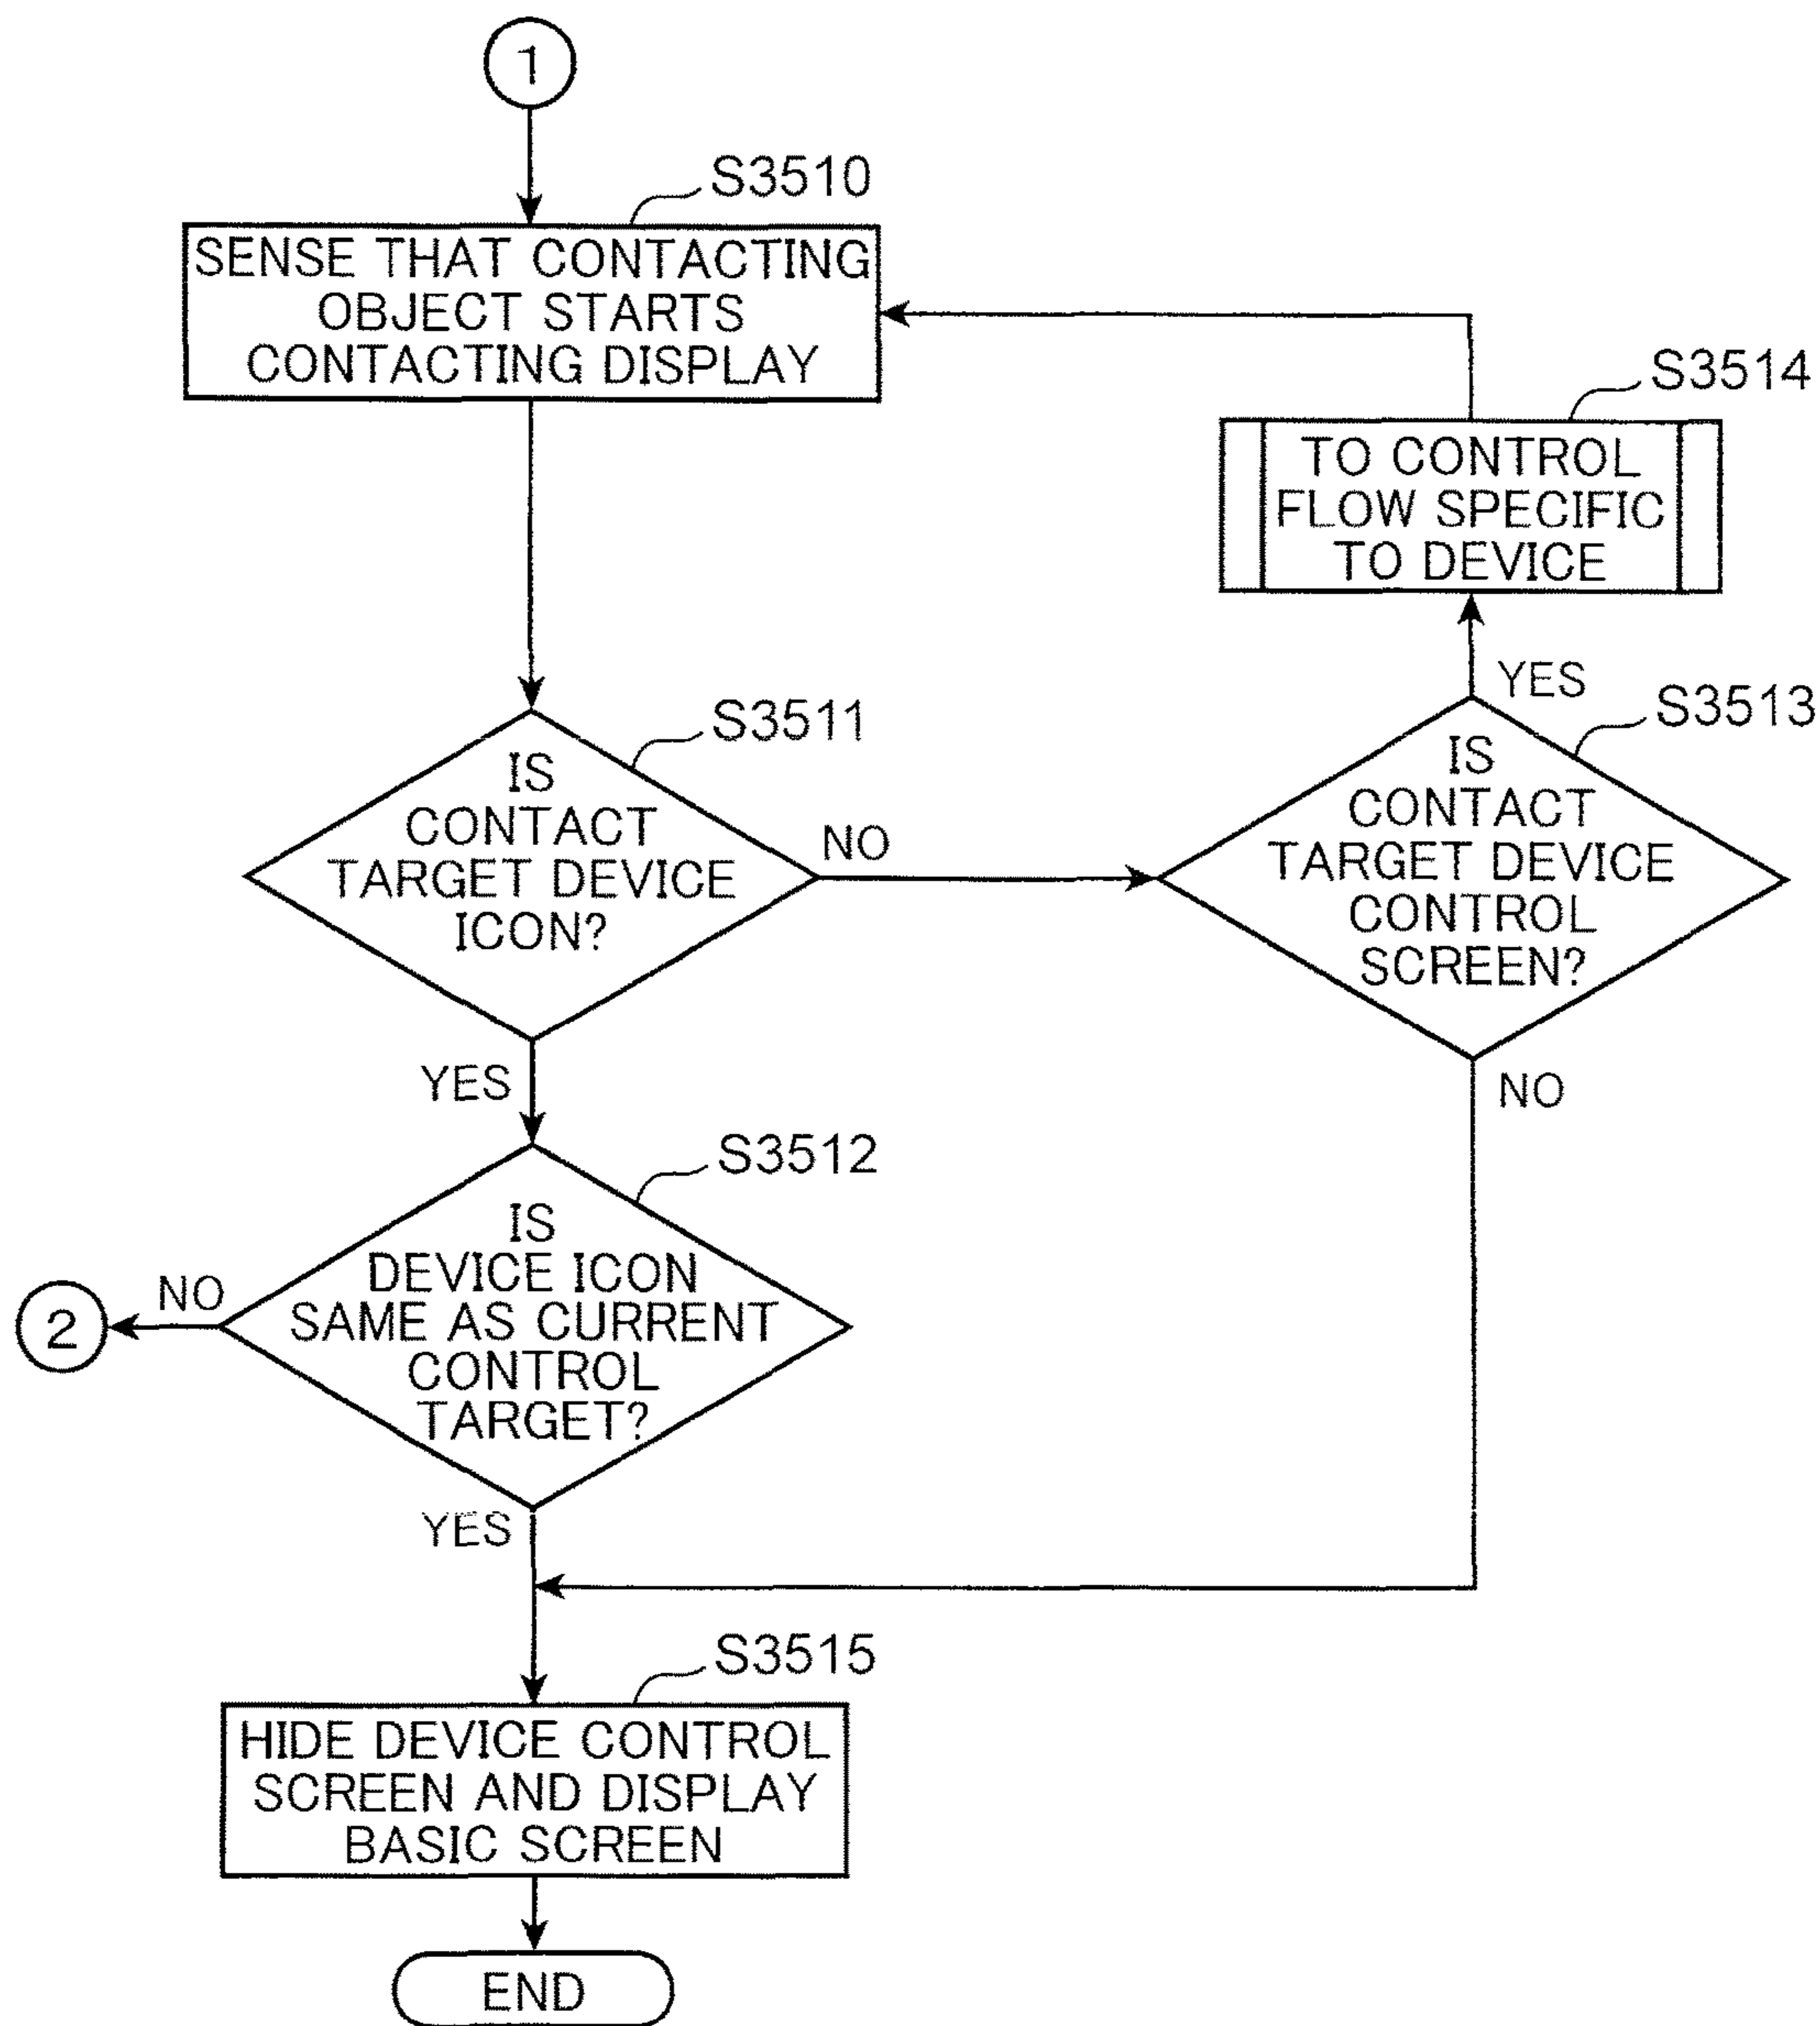 1
S3510
SENSE THAT CONTACTING
OBJECT STARTS
CONTACTING DISPLAY
S3514
TO CONTROL
FLOW SPECIFIC
TO DEVICE
YES
S3513
IS
CONTACT
TARGET DEVICE
CONTROL
SCREEN?
NO
S3511
IS
CONTACT
TARGET DEVICE
ICON?
NO
YES
S3512
IS
DEVICE ICON
SAME AS CURRENT
CONTROL
TARGET?
NO
2
YES
S3515
HIDE DEVICE CONTROL
SCREEN AND DISPLAY
BASIC SCREEN
END